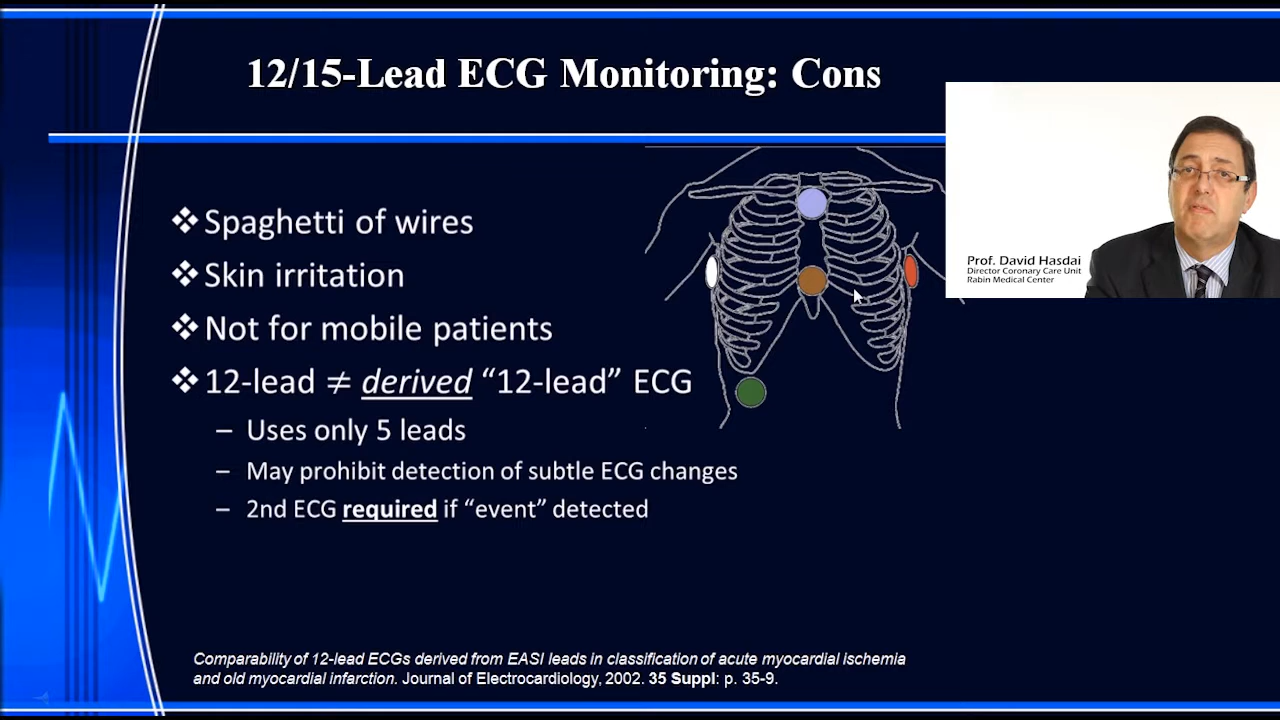 12/15-Lead ECG Monitoring: Cons
Prof. David Hasdai
Director Coronary Care Unit
Rabin Medical Center
❖ Spaghetti of wires
❖ Skin irritation
❖ Not for mobile patients
❖ 12-lead ≠ derived “12-lead” ECG
– Uses only 5 leads
– May prohibit detection of subtle ECG changes
– 2nd ECG required if “event” detected
Comparability of 12-lead ECGs derived from EASI leads in classification of acute myocardial ischemia
and old myocardial infarction. Journal of Electrocardiology, 2002. 35 Suppl: p. 35-9.